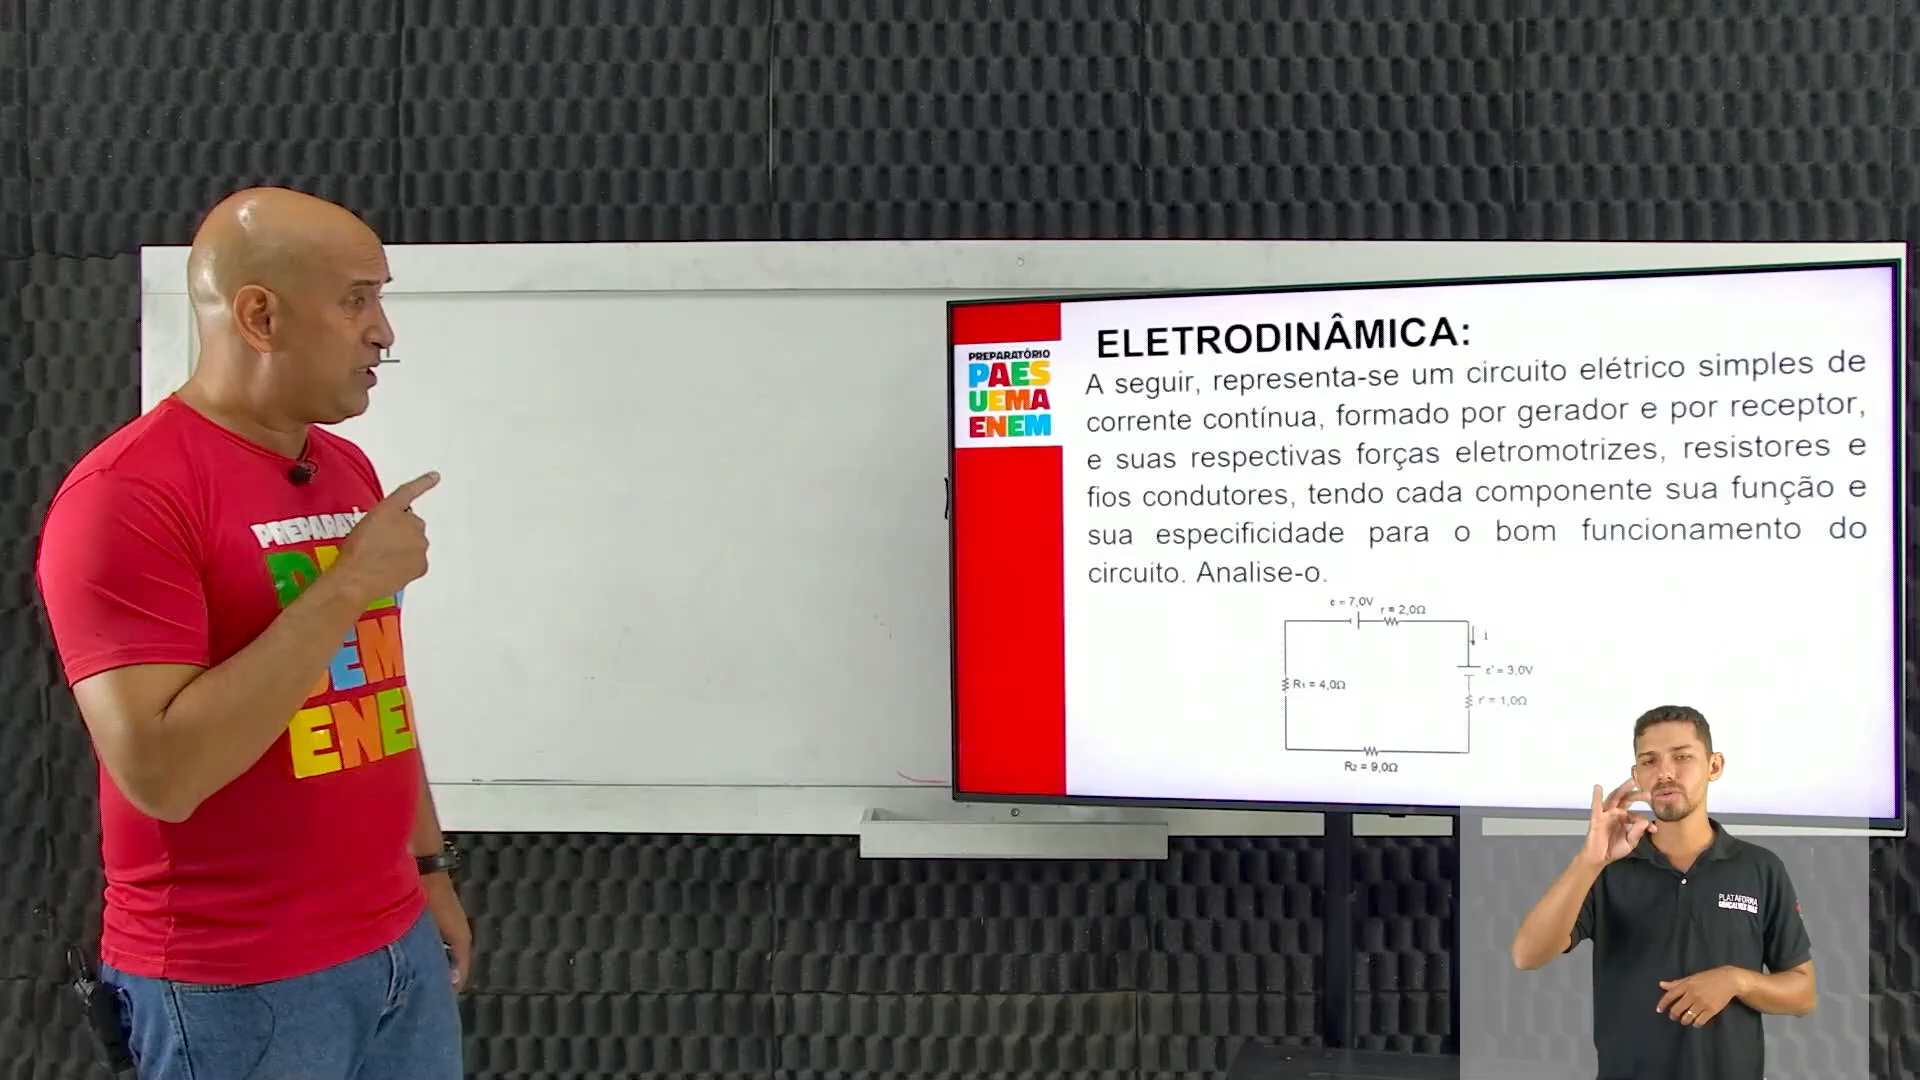 ELETRODINÂMICA:
A seguir, representa-se um circuito elétrico simples de
corrente contínua, formado por gerador e por receptor,
e suas respectivas forças eletromotrizes, resistores e
fios condutores, tendo cada componente sua função e
sua especificidade para o bom funcionamento do
circuito. Analise-o.
ε = 7,0V
r = 2,0Ω
i
ε' = 3,0V
r' = 1,0Ω
R₁ = 4,0Ω
R₂ = 9,0Ω
PREPARATÓRIO
PAES
UEMA
ENEM
PLATAFORMA
GONÇALVES DIAS